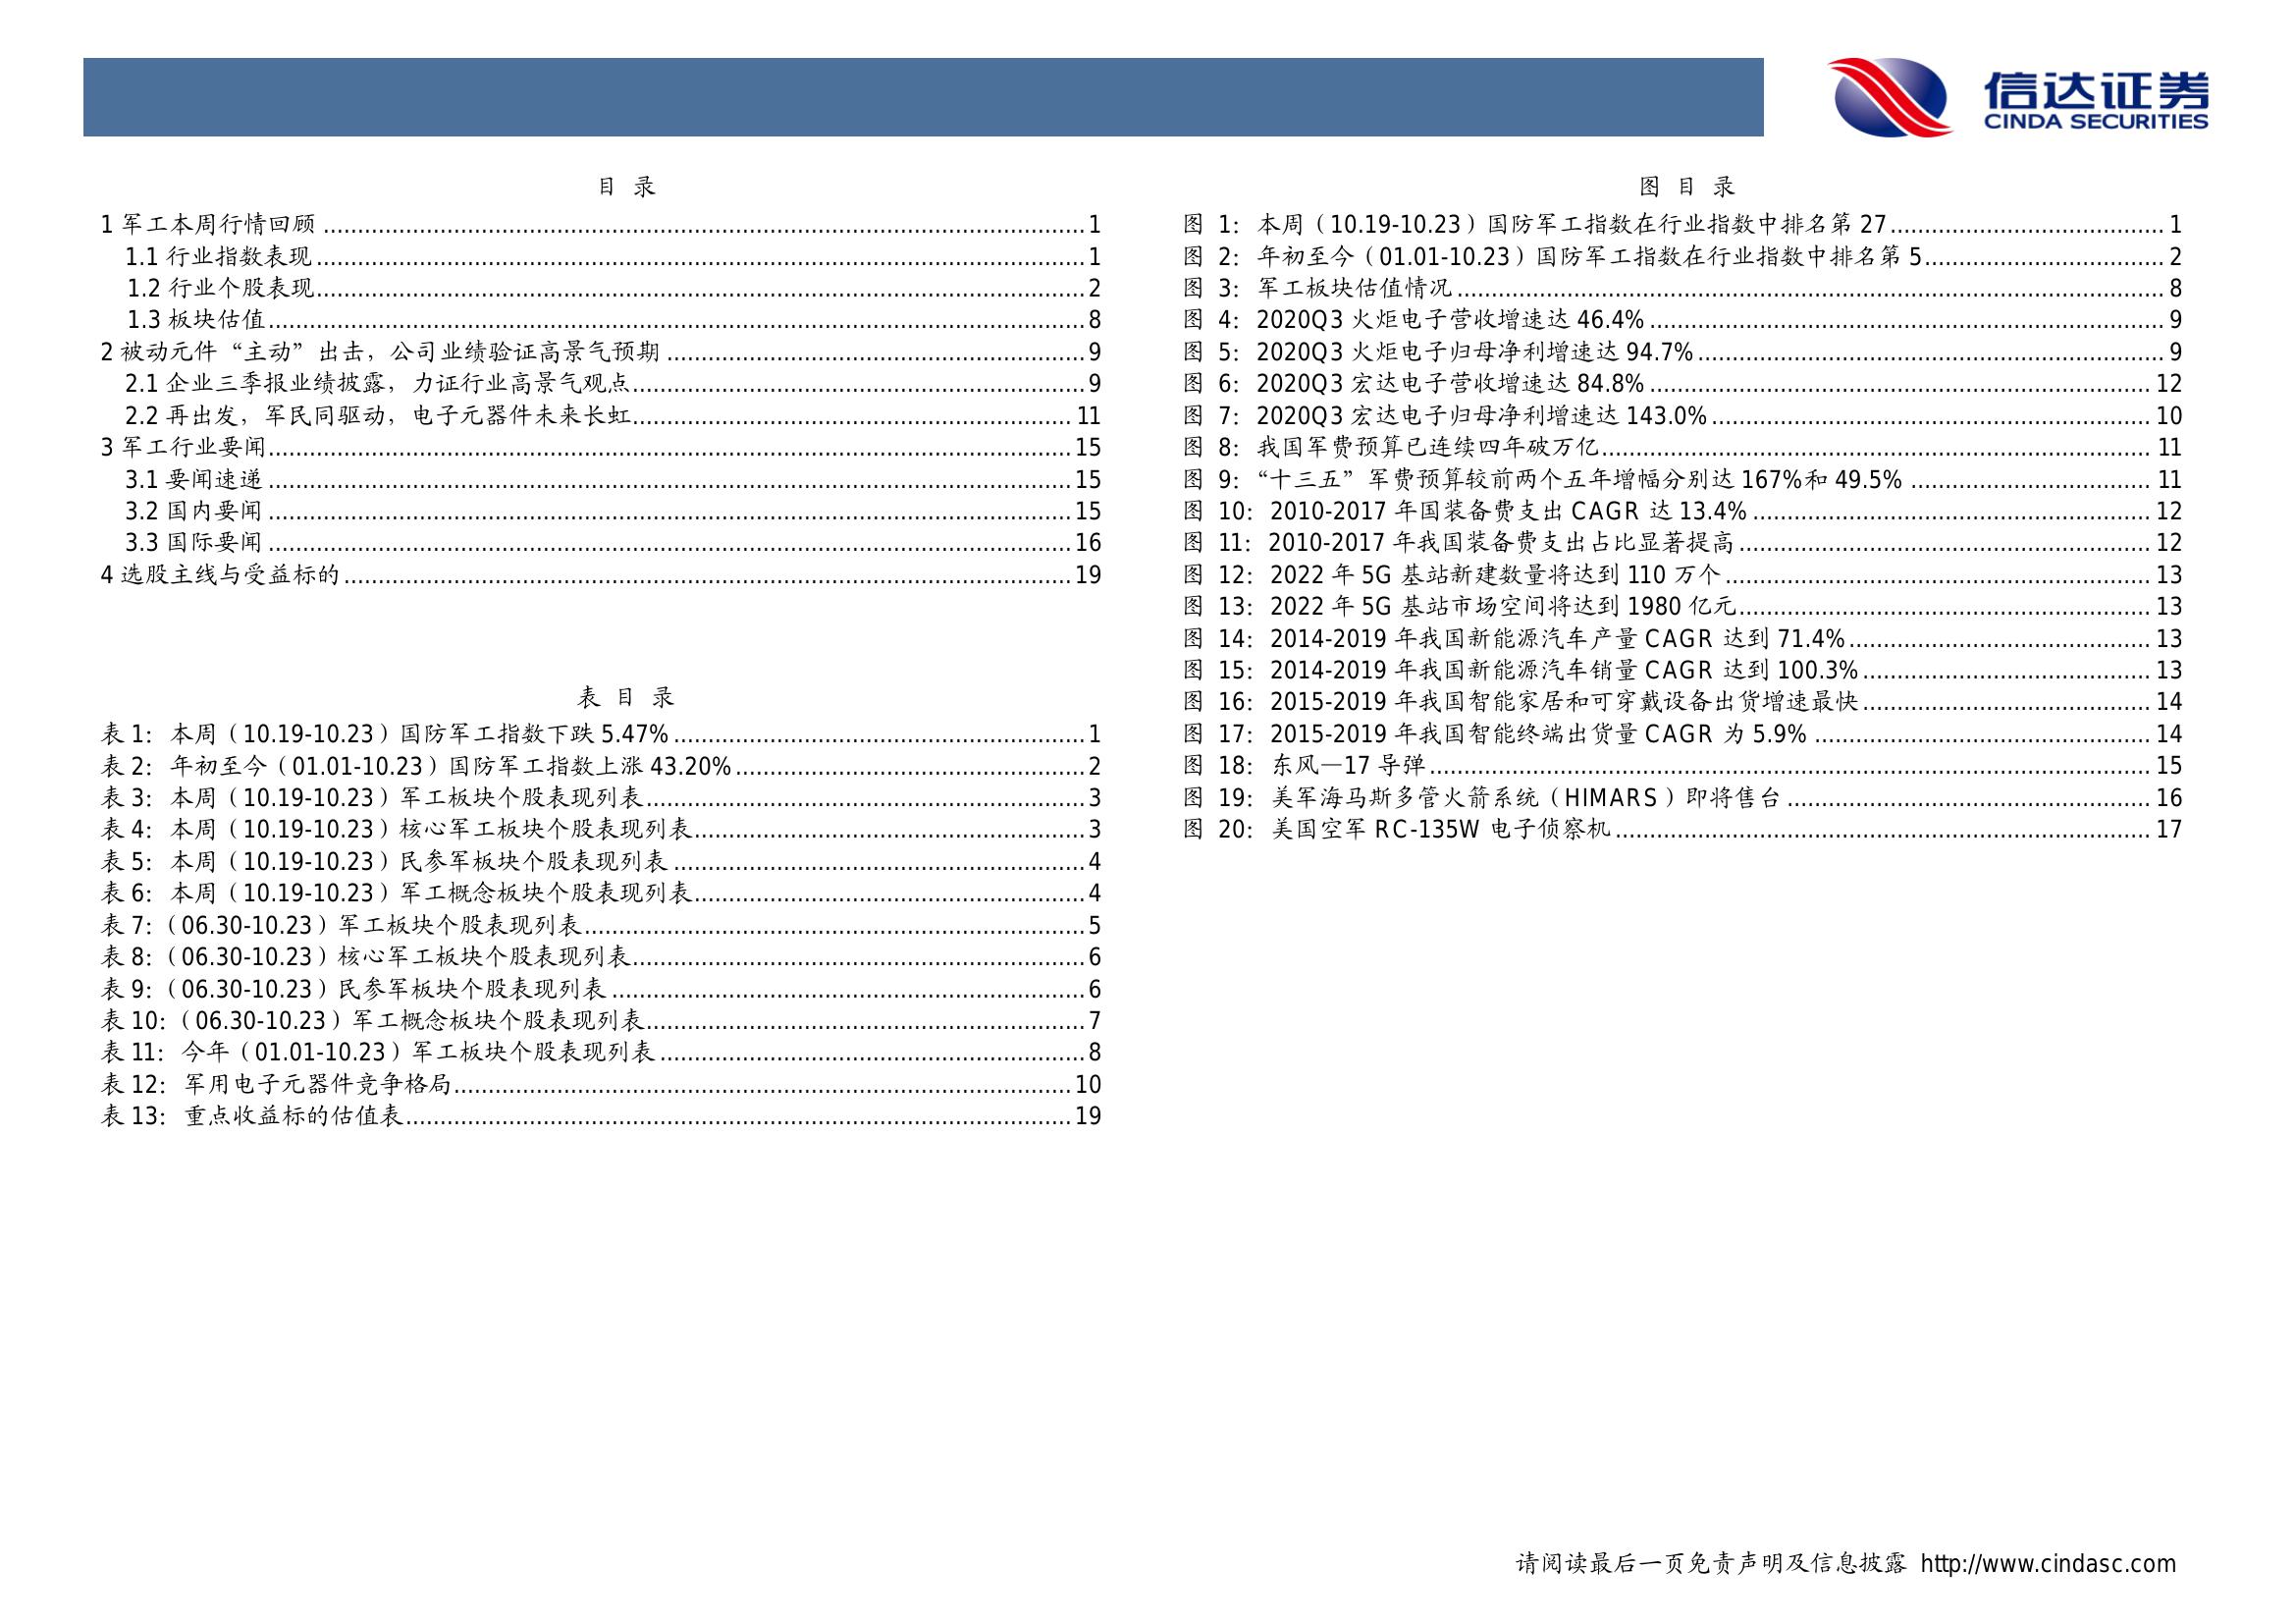 信达证券
CINDA SECURITIES
目 录
1 军工本周行情回顾 ........ 1
1.1 行业指数表现 ........ 1
1.2 行业个股表现 ........ 2
1.3 板块估值 ........ 8
2 被动元件“主动”出击，公司业绩验证高景气预期 ........ 9
2.1 企业三季报业绩披露，力证行业高景气观点 ........ 9
2.2 再出发，军民同驱动，电子元器件未来长虹 ........ 11
3 军工行业要闻 ........ 15
3.1 要闻速递 ........ 15
3.2 国内要闻 ........ 15
3.3 国际要闻 ........ 16
4 选股主线与受益标的 ........ 19
表 目 录
表 1：本周（10.19-10.23）国防军工指数下跌 5.47% ........ 1
表 2：年初至今（01.01-10.23）国防军工指数上涨 43.20% ........ 2
表 3：本周（10.19-10.23）军工板块个股表现列表 ........ 3
表 4：本周（10.19-10.23）核心军工板块个股表现列表 ........ 3
表 5：本周（10.19-10.23）民参军板块个股表现列表 ........ 4
表 6：本周（10.19-10.23）军工概念板块个股表现列表 ........ 4
表 7：（06.30-10.23）军工板块个股表现列表 ........ 5
表 8：（06.30-10.23）核心军工板块个股表现列表 ........ 6
表 9：（06.30-10.23）民参军板块个股表现列表 ........ 6
表 10：（06.30-10.23）军工概念板块个股表现列表 ........ 7
表 11：今年（01.01-10.23）军工板块个股表现列表 ........ 8
表 12：军用电子元器件竞争格局 ........ 10
表 13：重点收益标的估值表 ........ 19
图 目 录
图 1：本周（10.19-10.23）国防军工指数在行业指数中排名第 27 ........ 1
图 2：年初至今（01.01-10.23）国防军工指数在行业指数中排名第 5 ........ 2
图 3：军工板块估值情况 ........ 8
图 4：2020Q3 火炬电子营收增速达 46.4% ........ 9
图 5：2020Q3 火炬电子归母净利增速达 94.7% ........ 9
图 6：2020Q3 宏达电子营收增速达 84.8% ........ 12
图 7：2020Q3 宏达电子归母净利增速达 143.0% ........ 10
图 8：我国军费预算已连续四年破万亿 ........ 11
图 9：“十三五”军费预算较前两个五年增幅分别达 167%和 49.5% ........ 11
图 10：2010-2017 年国装备费支出 CAGR 达 13.4% ........ 12
图 11：2010-2017 年我国装备费支出占比显著提高 ........ 12
图 12：2022 年 5G 基站新建数量将达到 110 万个 ........ 13
图 13：2022 年 5G 基站市场空间将达到 1980 亿元 ........ 13
图 14：2014-2019 年我国新能源汽车产量 CAGR 达到 71.4% ........ 13
图 15：2014-2019 年我国新能源汽车销量 CAGR 达到 100.3% ........ 13
图 16：2015-2019 年我国智能家居和可穿戴设备出货增速最快 ........ 14
图 17：2015-2019 年我国智能终端出货量 CAGR 为 5.9% ........ 14
图 18：东风—17 导弹 ........ 15
图 19：美军海马斯多管火箭系统（HIMARS）即将售台 ........ 16
图 20：美国空军 RC-135W 电子侦察机 ........ 17
请阅读最后一页免责声明及信息披露 http://www.cindasc.com